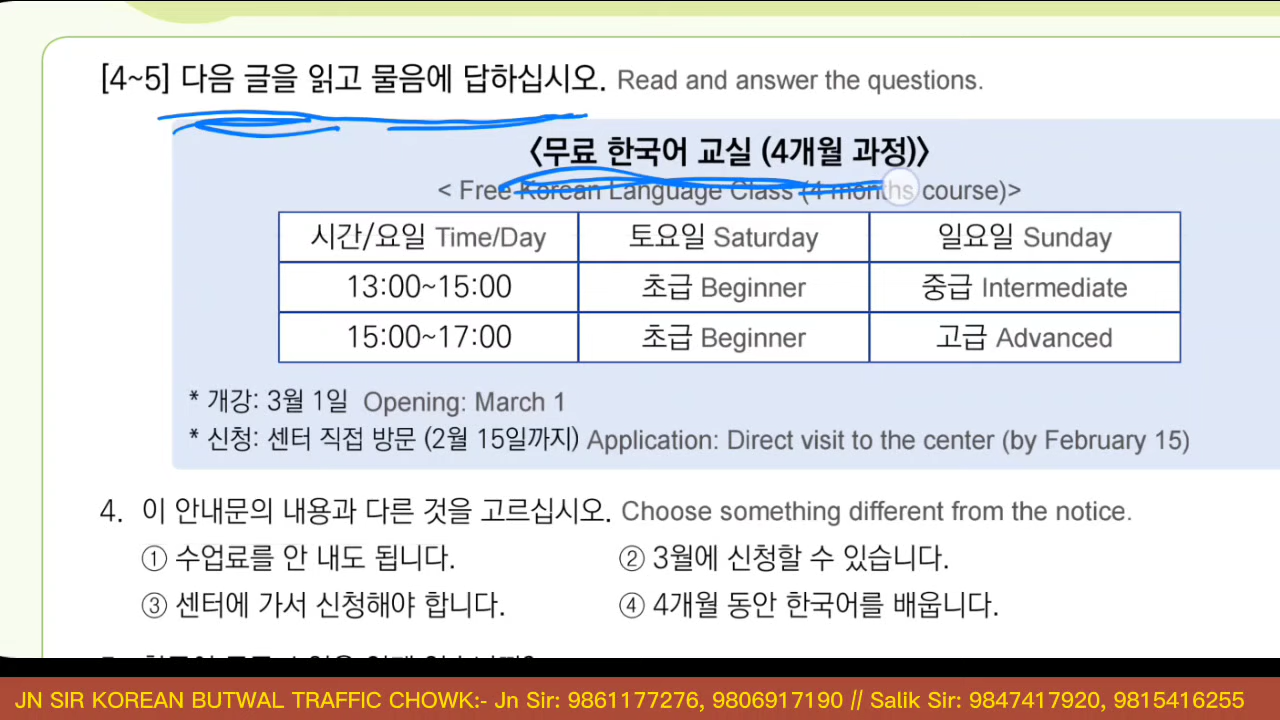 [4~5] 다음 글을 읽고 물음에 답하십시오. Read and answer the questions.
〈무료 한국어 교실 (4개월 과정)〉
< Free Korean Language Class (4 months course)>
시간/요일 Time/Day 토요일 Saturday 일요일 Sunday
13:00~15:00 초급 Beginner 중급 Intermediate
15:00~17:00 초급 Beginner 고급 Advanced
* 개강: 3월 1일 Opening: March 1
* 신청: 센터 직접 방문 (2월 15일까지) Application: Direct visit to the center (by February 15)
4. 이 안내문의 내용과 다른 것을 고르십시오. Choose something different from the notice.
① 수업료를 안 내도 됩니다. ② 3월에 신청할 수 있습니다.
③ 센터에 가서 신청해야 합니다. ④ 4개월 동안 한국어를 배웁니다.
JN SIR KOREAN BUTWAL TRAFFIC CHOWK:- Jn Sir: 9861177276, 9806917190 // Salik Sir: 9847417920, 9815416255